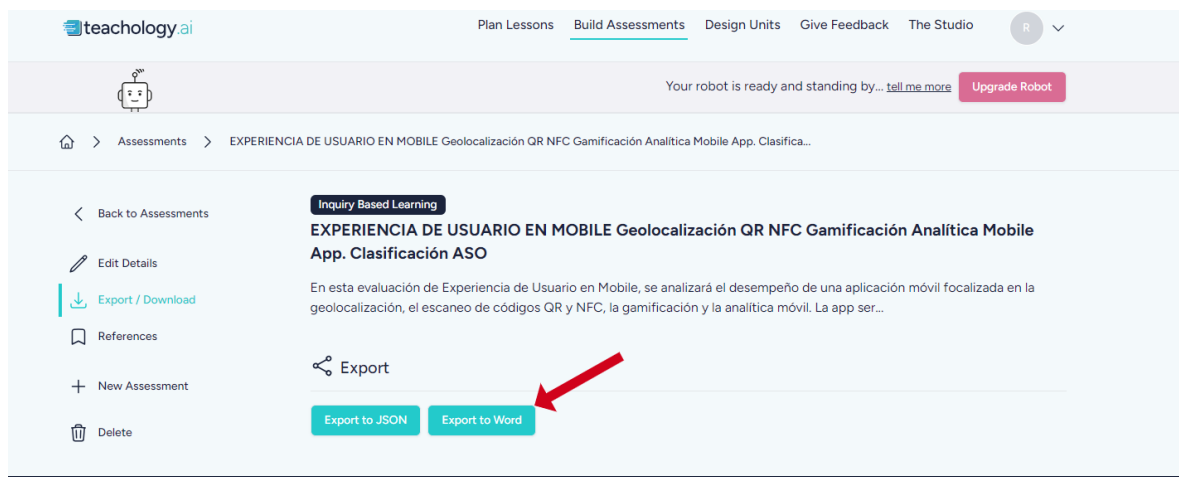 teachology.ai
Plan Lessons Build Assessments Design Units Give Feedback The Studio R
Your robot is ready and standing by... tell me more Upgrade Robot
Assessments EXPERIENCIA DE USUARIO EN MOBILE Geolocalización QR NFC Gamificación Analítica Mobile App. Clasifica...
Back to Assessments
Edit Details
Export / Download
References
New Assessment
Delete
Inquiry Based Learning
EXPERIENCIA DE USUARIO EN MOBILE Geolocalización QR NFC Gamificación Analítica Mobile
App. Clasificación ASO
En esta evaluación de Experiencia de Usuario en Mobile, se analizará el desempeño de una aplicación móvil focalizada en la
geolocalización, el escaneo de códigos QR y NFC, la gamificación y la analítica móvil. La app ser...
Export
Export to JSON Export to Word